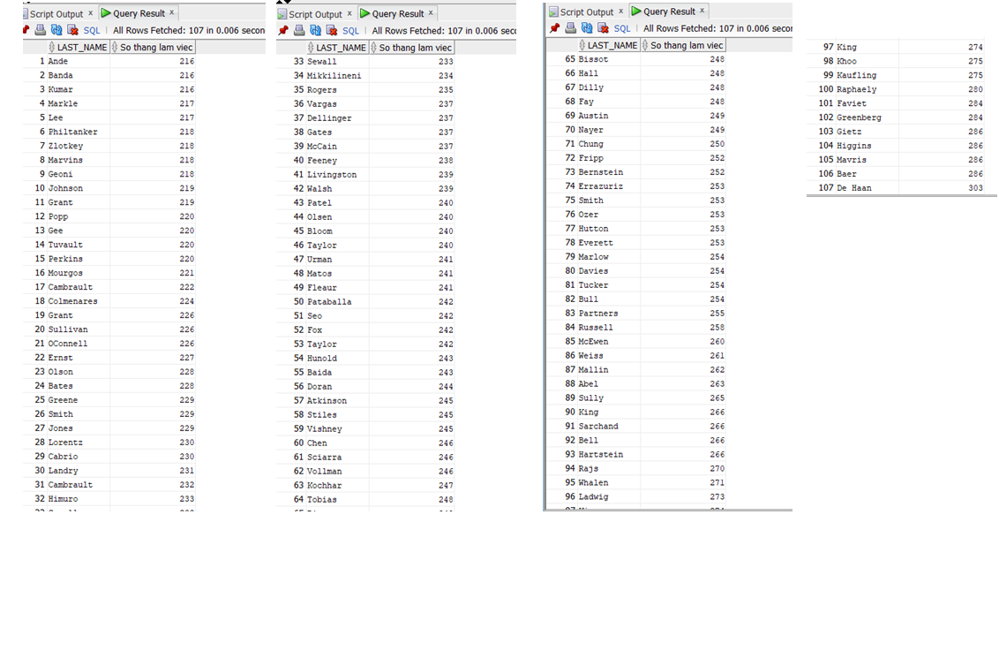 Script Output × Query Result ×
SQL | All Rows Fetched: 107 in 0.006 secon
LAST_NAME So thang lam viec
1 Ande 216
2 Banda 216
3 Kumar 216
4 Markle 217
5 Lee 217
6 Philtanker 218
7 Zlotkey 218
8 Marvins 218
9 Geoni 218
10 Johnson 219
11 Grant 219
12 Popp 220
13 Gee 220
14 Tuvault 220
15 Perkins 220
16 Mourgos 221
17 Cambrault 222
18 Colmenares 224
19 Grant 226
20 Sullivan 226
21 OConnell 226
22 Ernst 227
23 Olson 228
24 Bates 228
25 Greene 229
26 Smith 229
27 Jones 229
28 Lorentz 230
29 Cabrio 230
30 Landry 231
31 Cambrault 232
32 Himuro 233
Script Output × Query Result ×
SQL | All Rows Fetched: 107 in 0.006 seco
LAST_NAME So thang lam viec
33 Sewall 233
34 Mikkilineni 234
35 Rogers 235
36 Vargas 237
37 Dellinger 237
38 Gates 237
39 McCain 237
40 Feeney 238
41 Livingston 239
42 Walsh 239
43 Patel 240
44 Olsen 240
45 Bloom 240
46 Taylor 240
47 Urman 241
48 Matos 241
49 Fleaur 241
50 Pataballa 242
51 Seo 242
52 Fox 242
53 Taylor 242
54 Hunold 243
55 Baida 243
56 Doran 244
57 Atkinson 245
58 Stiles 245
59 Vishney 245
60 Chen 246
61 Sciarra 246
62 Vollman 246
63 Kochhar 247
64 Tobias 248
Script Output × Query Result ×
SQL | All Rows Fetched: 107 in 0.006 secon
LAST_NAME So thang lam viec
65 Bissot 248
66 Hall 248
67 Dilly 248
68 Fay 248
69 Austin 249
70 Nayer 249
71 Chung 250
72 Fripp 252
73 Bernstein 252
74 Errazuriz 253
75 Smith 253
76 Ozer 253
77 Hutton 253
78 Everett 253
79 Marlow 254
80 Davies 254
81 Tucker 254
82 Bull 254
83 Partners 255
84 Russell 258
85 McEwen 260
86 Weiss 261
87 Mallin 262
88 Abel 263
89 Sully 265
90 King 266
91 Sarchand 266
92 Bell 266
93 Hartstein 266
94 Rajs 270
95 Whalen 271
96 Ladwig 273
97 King 274
98 Khoo 275
99 Kaufling 275
100 Raphaely 280
101 Faviet 284
102 Greenberg 284
103 Gietz 286
104 Higgins 286
105 Mavris 286
106 Baer 286
107 De Haan 303